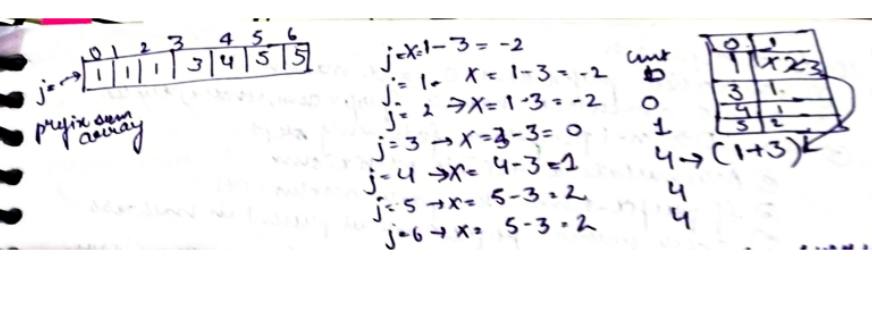 0 1 2 3 4 5 6
j= → 1 1 1 3 4 5 5
prefix sum
array
j=x=1-3 = -2
j= 1- x= 1-3 = -2
j= 2 → x= 1-3 = -2 0
j= 3 → x=3-3= 0 1
j=4 → x= 4-3=1 4 → (1+3)
j=5 → x= 5-3=2 4
j=6 → x= 5-3=2 4
cnt
0
0 1
1 1 2 3
3 1
4 1
5 2